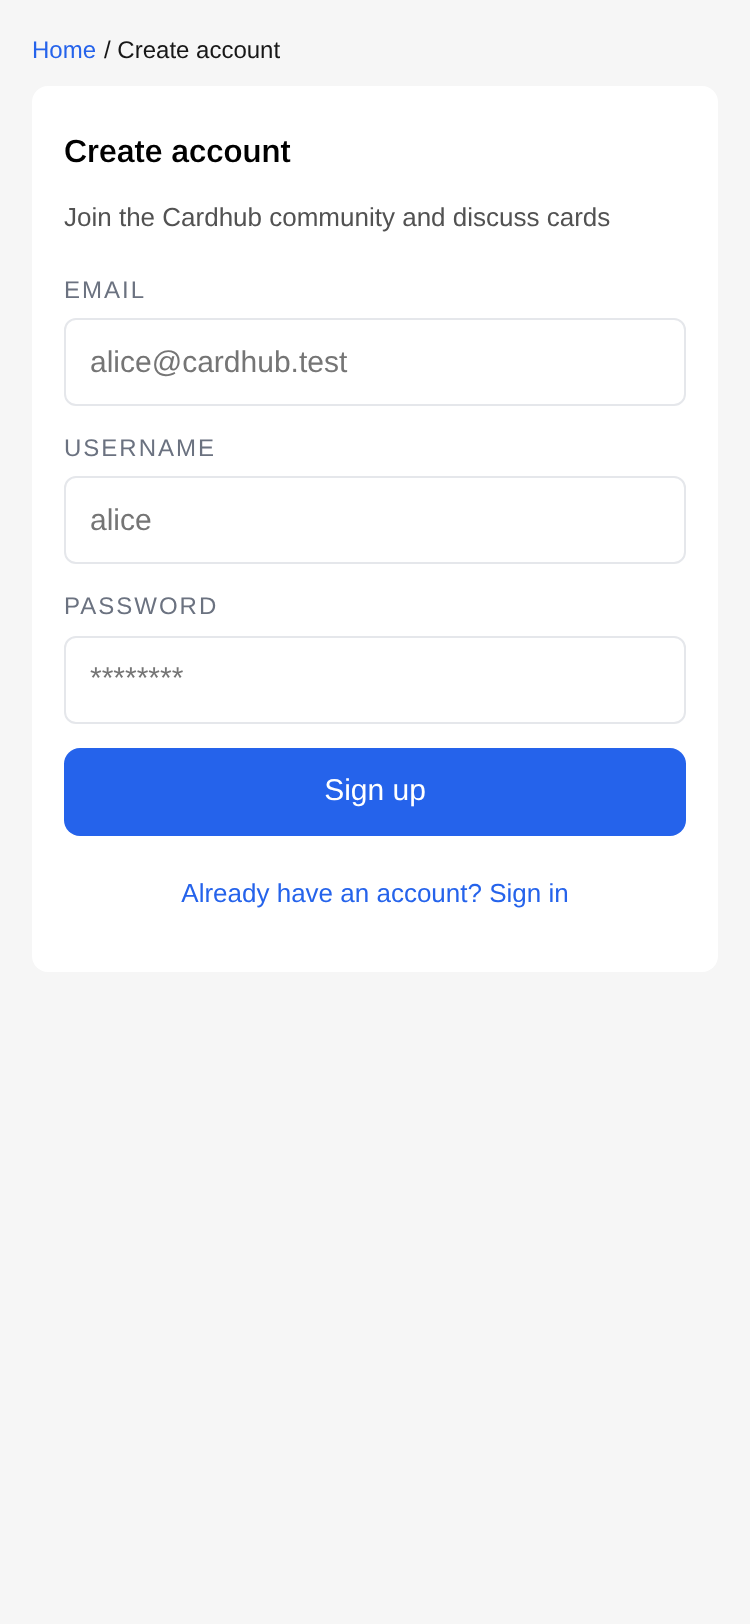 Home / Create account
Create account
Join the Cardhub community and discuss cards
EMAIL
alice@cardhub.test
USERNAME
alice
PASSWORD
********
Sign up
Already have an account? Sign in